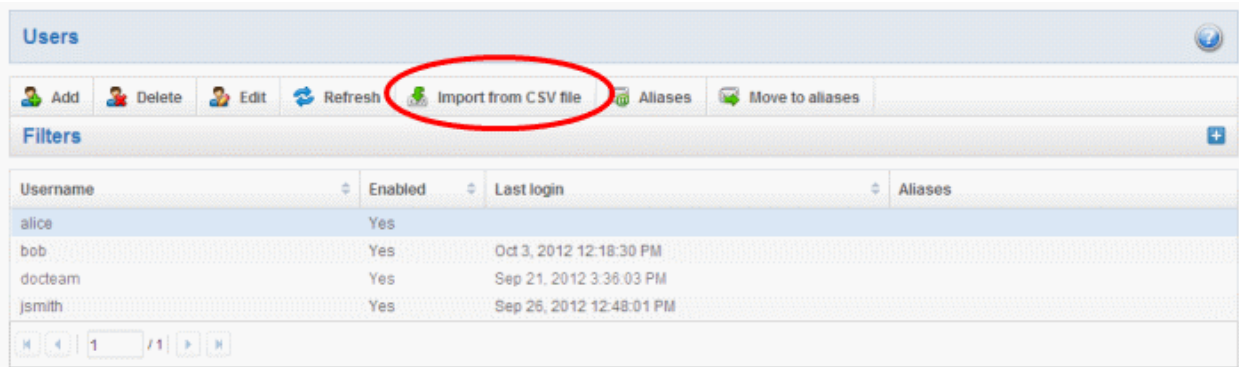 Users
Add Delete Edit Refresh Import from CSV file Aliases Move to aliases
Filters
Username Enabled Last login Aliases
alice Yes
bob Yes Oct 3, 2012 12:18:30 PM
docteam Yes Sep 21, 2012 3:36:03 PM
jsmith Yes Sep 26, 2012 12:48:01 PM
1 / 1